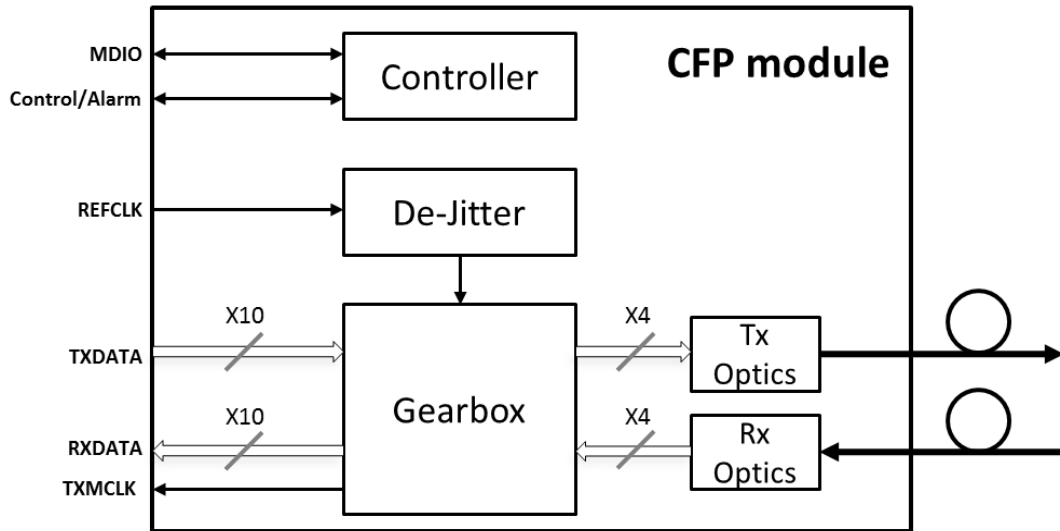 MDIO
Control/Alarm
Controller
CFP module
REFCLK
De-Jitter
X10
X4
TXDATA
Tx
Optics
Gearbox
X10
X4
RXDATA
Rx
Optics
TXMCLK